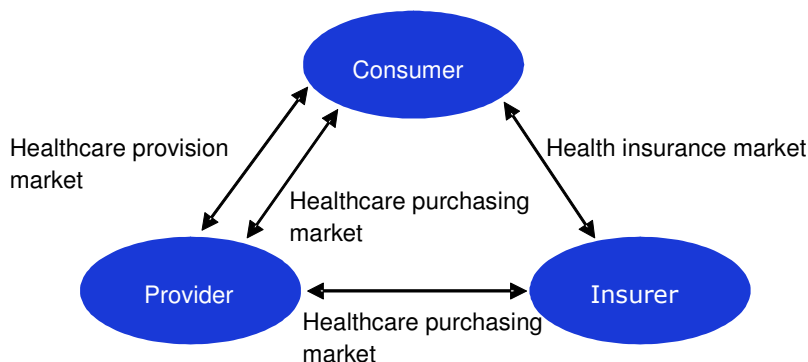 Consumer
Healthcare provision
market
Health insurance market
Healthcare purchasing
market
Provider
Insurer
Healthcare purchasing
market